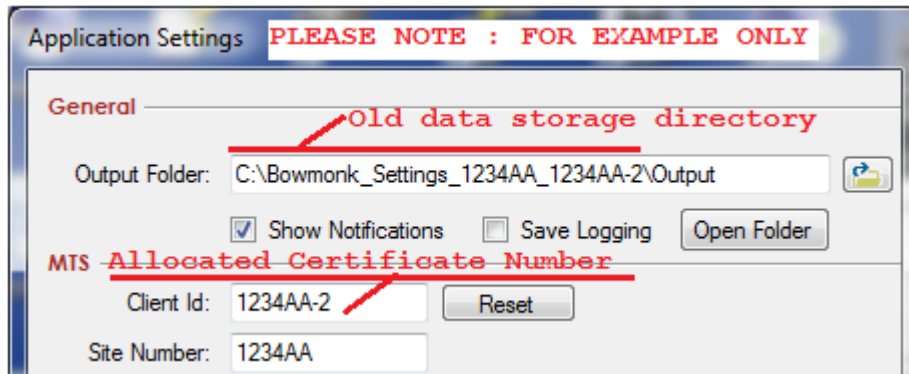 Application Settings PLEASE NOTE : FOR EXAMPLE ONLY
General
Old data storage directory
Output Folder: C:\Bowmonk_Settings_1234AA_1234AA-2\Output
Show Notifications Save Logging Open Folder
MTS Allocated Certificate Number
Client Id: 1234AA-2 Reset
Site Number: 1234AA